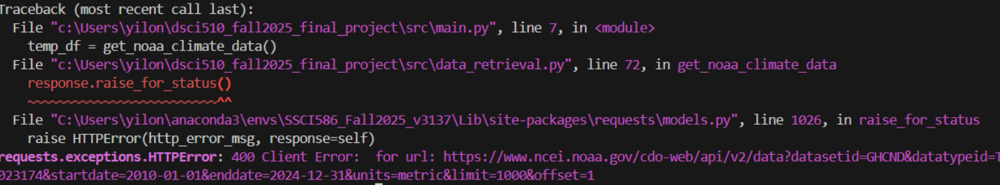 Traceback (most recent call last):
File "c:\Users\yilon\dsci510_fall2025_final_project\src\main.py", line 7, in <module>
temp_df = get_noaa_climate_data()
File "c:\Users\yilon\dsci510_fall2025_final_project\src\data_retrieval.py", line 72, in get_noaa_climate_data
response.raise_for_status()
~~~~~~~~~~~~~~~~~~~~~~~~~^^
File "C:\Users\yilon\anaconda3\envs\SSCI586_Fall2025_v3137\Lib\site-packages\requests\models.py", line 1026, in raise_for_status
raise HTTPError(http_error_msg, response=self)
requests.exceptions.HTTPError: 400 Client Error:  for url: https://www.ncei.noaa.gov/cdo-web/api/v2/data?datasetid=GHCND&datatypeid=T
023174&startdate=2010-01-01&enddate=2024-12-31&units=metric&limit=1000&offset=1